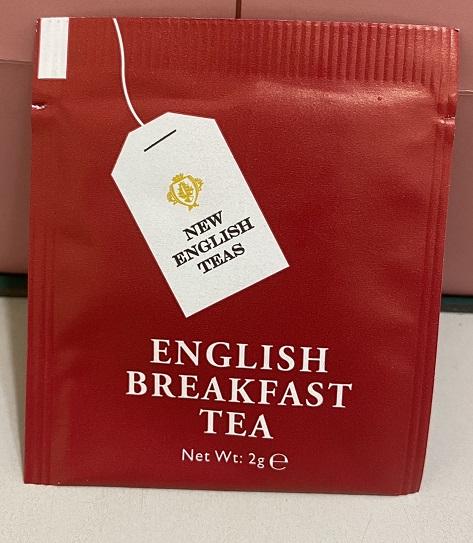 NEW
ENGLISH
TEAS
ENGLISH
BREAKFAST
TEA
Net Wt: 2g ℮